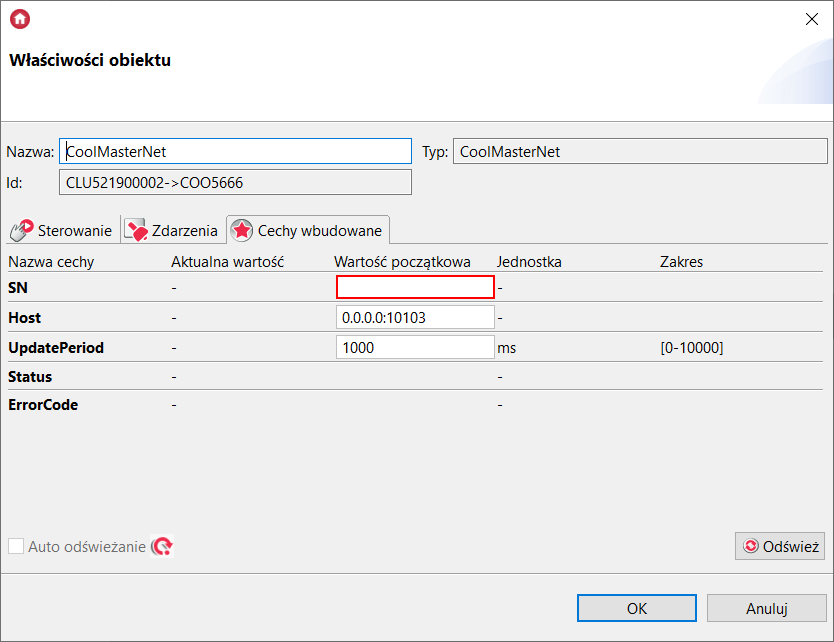 Właściwości obiektu
Nazwa: CoolMasterNet Typ: CoolMasterNet
Id: CLU521900002->COO5666
Sterowanie Zdarzenia Cechy wbudowane
Nazwa cechy Aktualna wartość Wartość początkowa Jednostka Zakres
SN - -
Host - 0.0.0.0:10103 -
UpdatePeriod - 1000 ms [0-10000]
Status - -
ErrorCode - -
Auto odświeżanie Odśwież
OK Anuluj